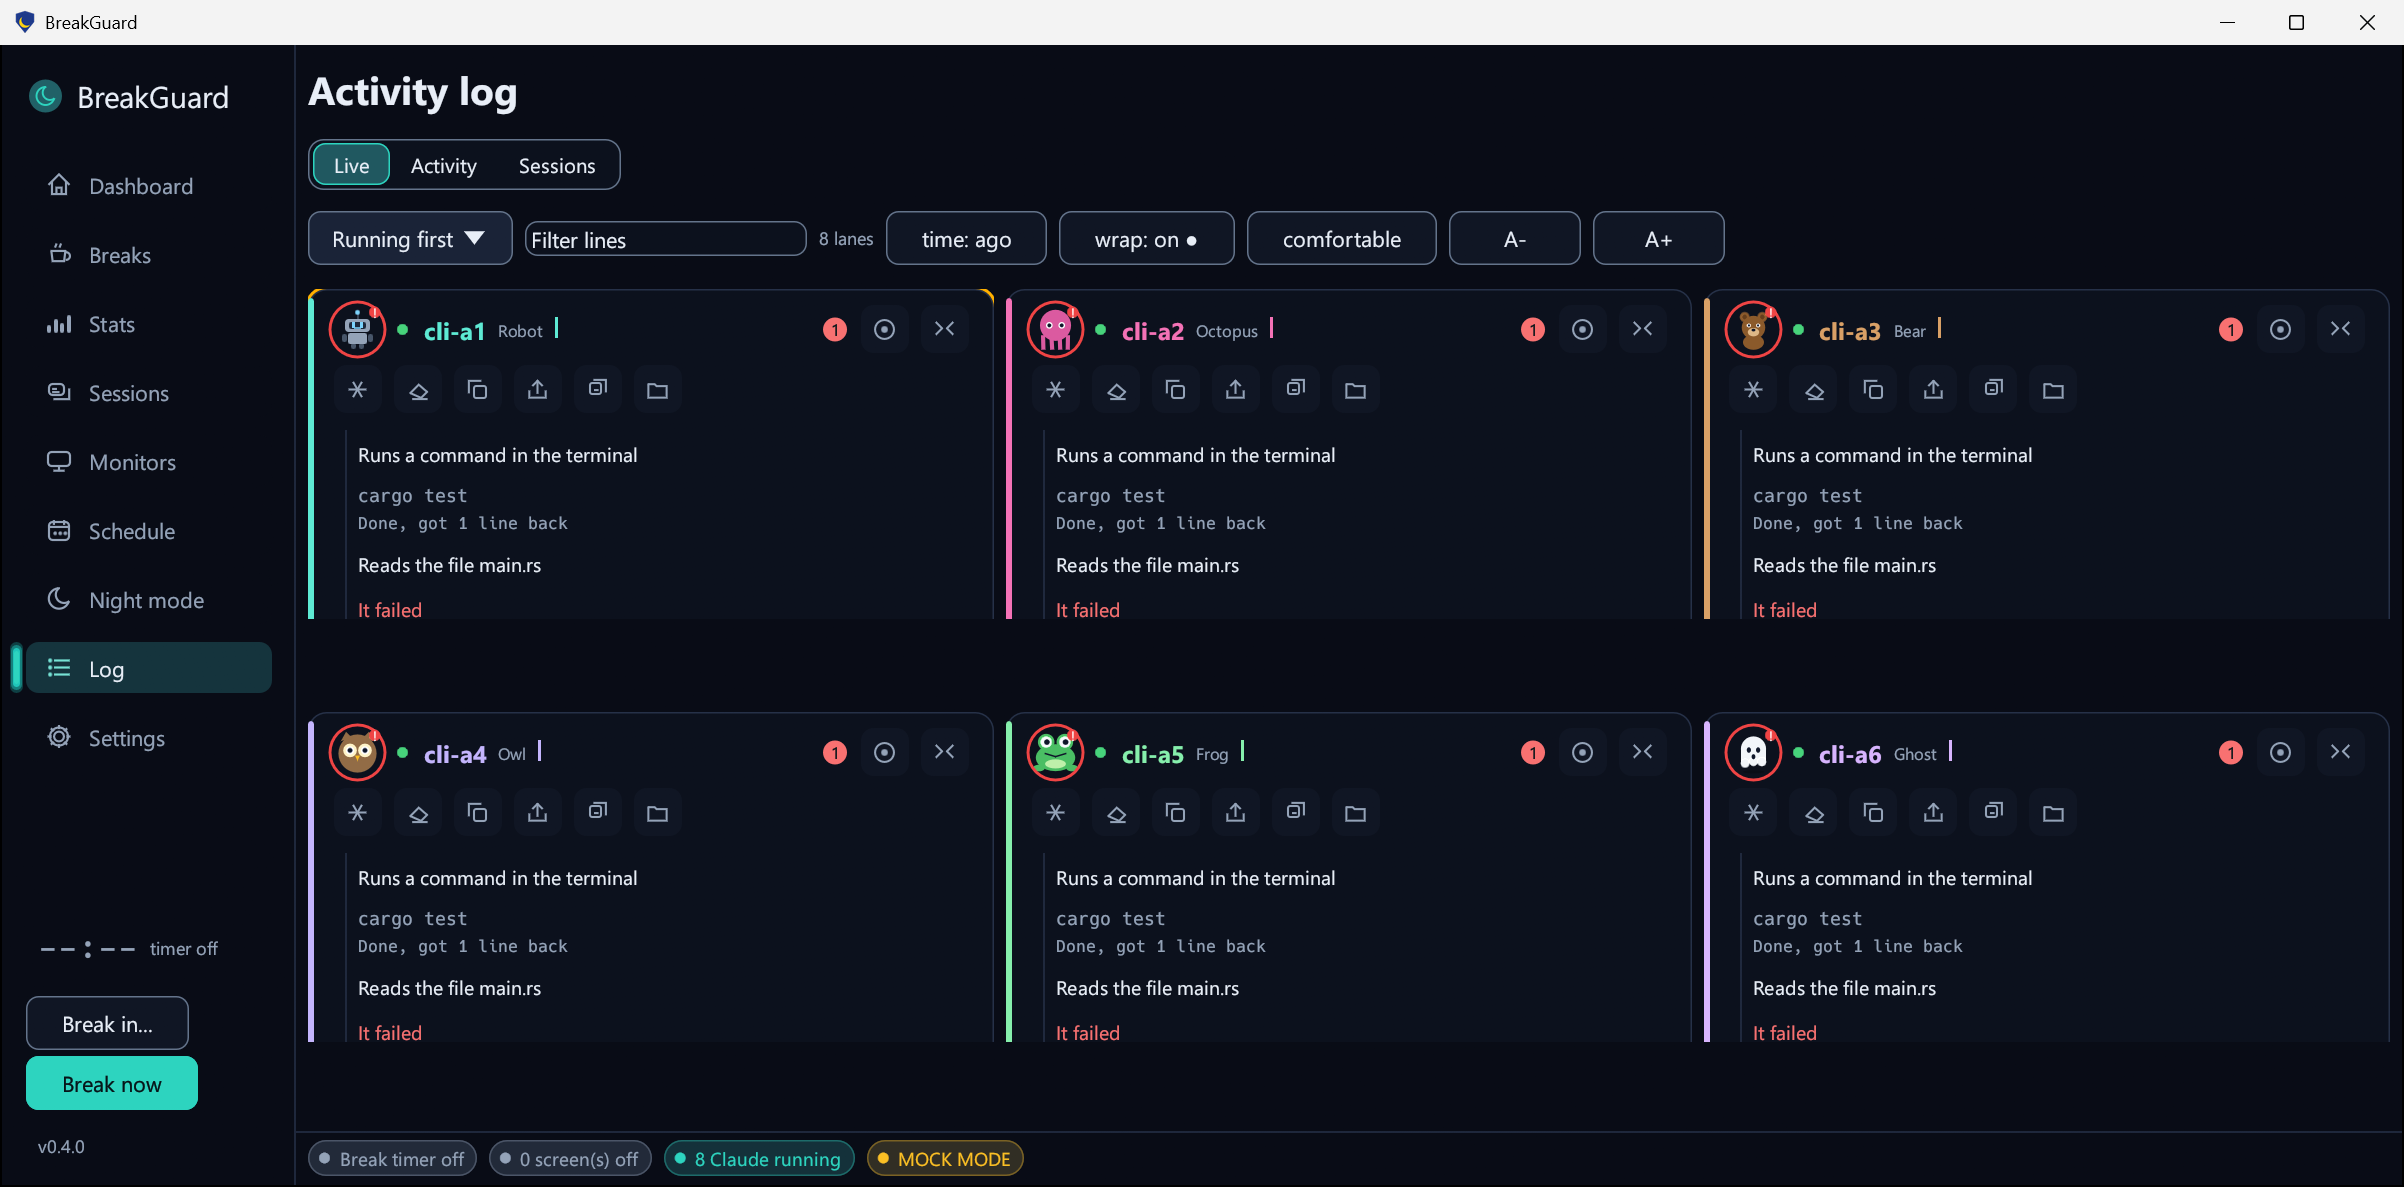 BreakGuard
BreakGuard
Dashboard
Breaks
Stats
Sessions
Monitors
Schedule
Night mode
Log
Settings
--:-- timer off
Break in...
Break now
v0.4.0
Activity log
Live Activity Sessions
Running first Filter lines 8 lanes time: ago wrap: on comfortable A- A+
cli-a1 Robot 1
Runs a command in the terminal
cargo test
Done, got 1 line back
Reads the file main.rs
It failed
cli-a2 Octopus 1
Runs a command in the terminal
cargo test
Done, got 1 line back
Reads the file main.rs
It failed
cli-a3 Bear 1
Runs a command in the terminal
cargo test
Done, got 1 line back
Reads the file main.rs
It failed
cli-a4 Owl 1
Runs a command in the terminal
cargo test
Done, got 1 line back
Reads the file main.rs
It failed
cli-a5 Frog 1
Runs a command in the terminal
cargo test
Done, got 1 line back
Reads the file main.rs
It failed
cli-a6 Ghost 1
Runs a command in the terminal
cargo test
Done, got 1 line back
Reads the file main.rs
It failed
Break timer off 0 screen(s) off 8 Claude running MOCK MODE